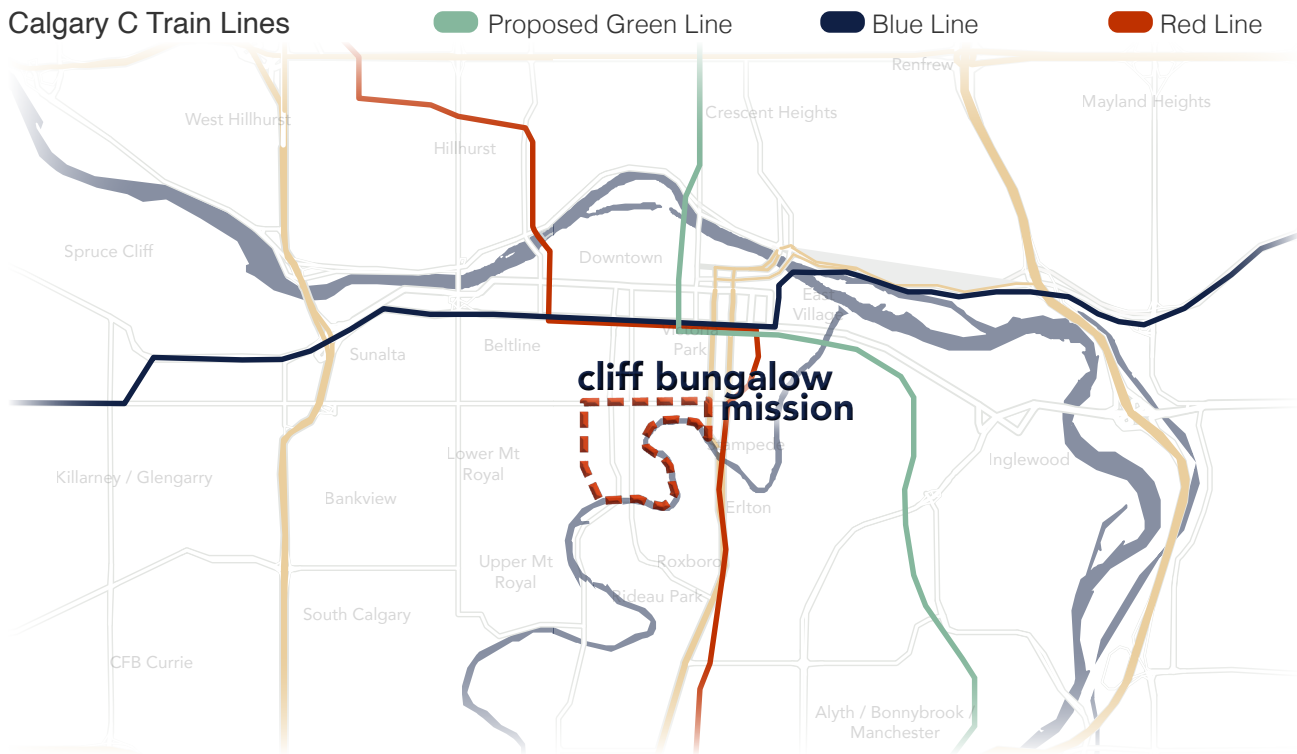 Calgary C Train Lines
Proposed Green Line
Blue Line
Red Line
Renfrew
Mayland Heights
West Hillhurst
Crescent Heights
Hillhurst
Spruce Cliff
Downtown
East
Village
Sunalta
Beltline
Victoria
Park
cliff bungalow
mission
Killarney / Glengarry
Lower Mt
Royal
Stampede
Inglewood
Bankview
Erlton
Upper Mt
Royal
Roxboro
Rideau Park
South Calgary
CFB Currie
Alyth / Bonnybrook /
Manchester